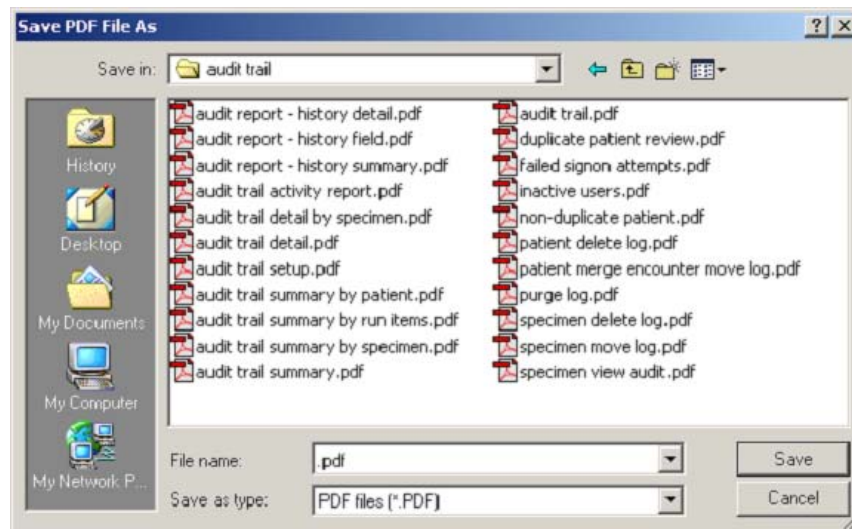 Save PDF File As
Save in: audit trail
History
Desktop
My Documents
My Computer
My Network P...
audit report - history detail.pdf
audit report - history field.pdf
audit report - history summary.pdf
audit trail activity report.pdf
audit trail detail by specimen.pdf
audit trail detail.pdf
audit trail setup.pdf
audit trail summary by patient.pdf
audit trail summary by run items.pdf
audit trail summary by specimen.pdf
audit trail summary.pdf
audit trail.pdf
duplicate patient review.pdf
failed signon attempts.pdf
inactive users.pdf
non-duplicate patient.pdf
patient delete log.pdf
patient merge encounter move log.pdf
purge log.pdf
specimen delete log.pdf
specimen move log.pdf
specimen view audit.pdf
File name: .pdf
Save
Save as type: PDF files (*.PDF)
Cancel